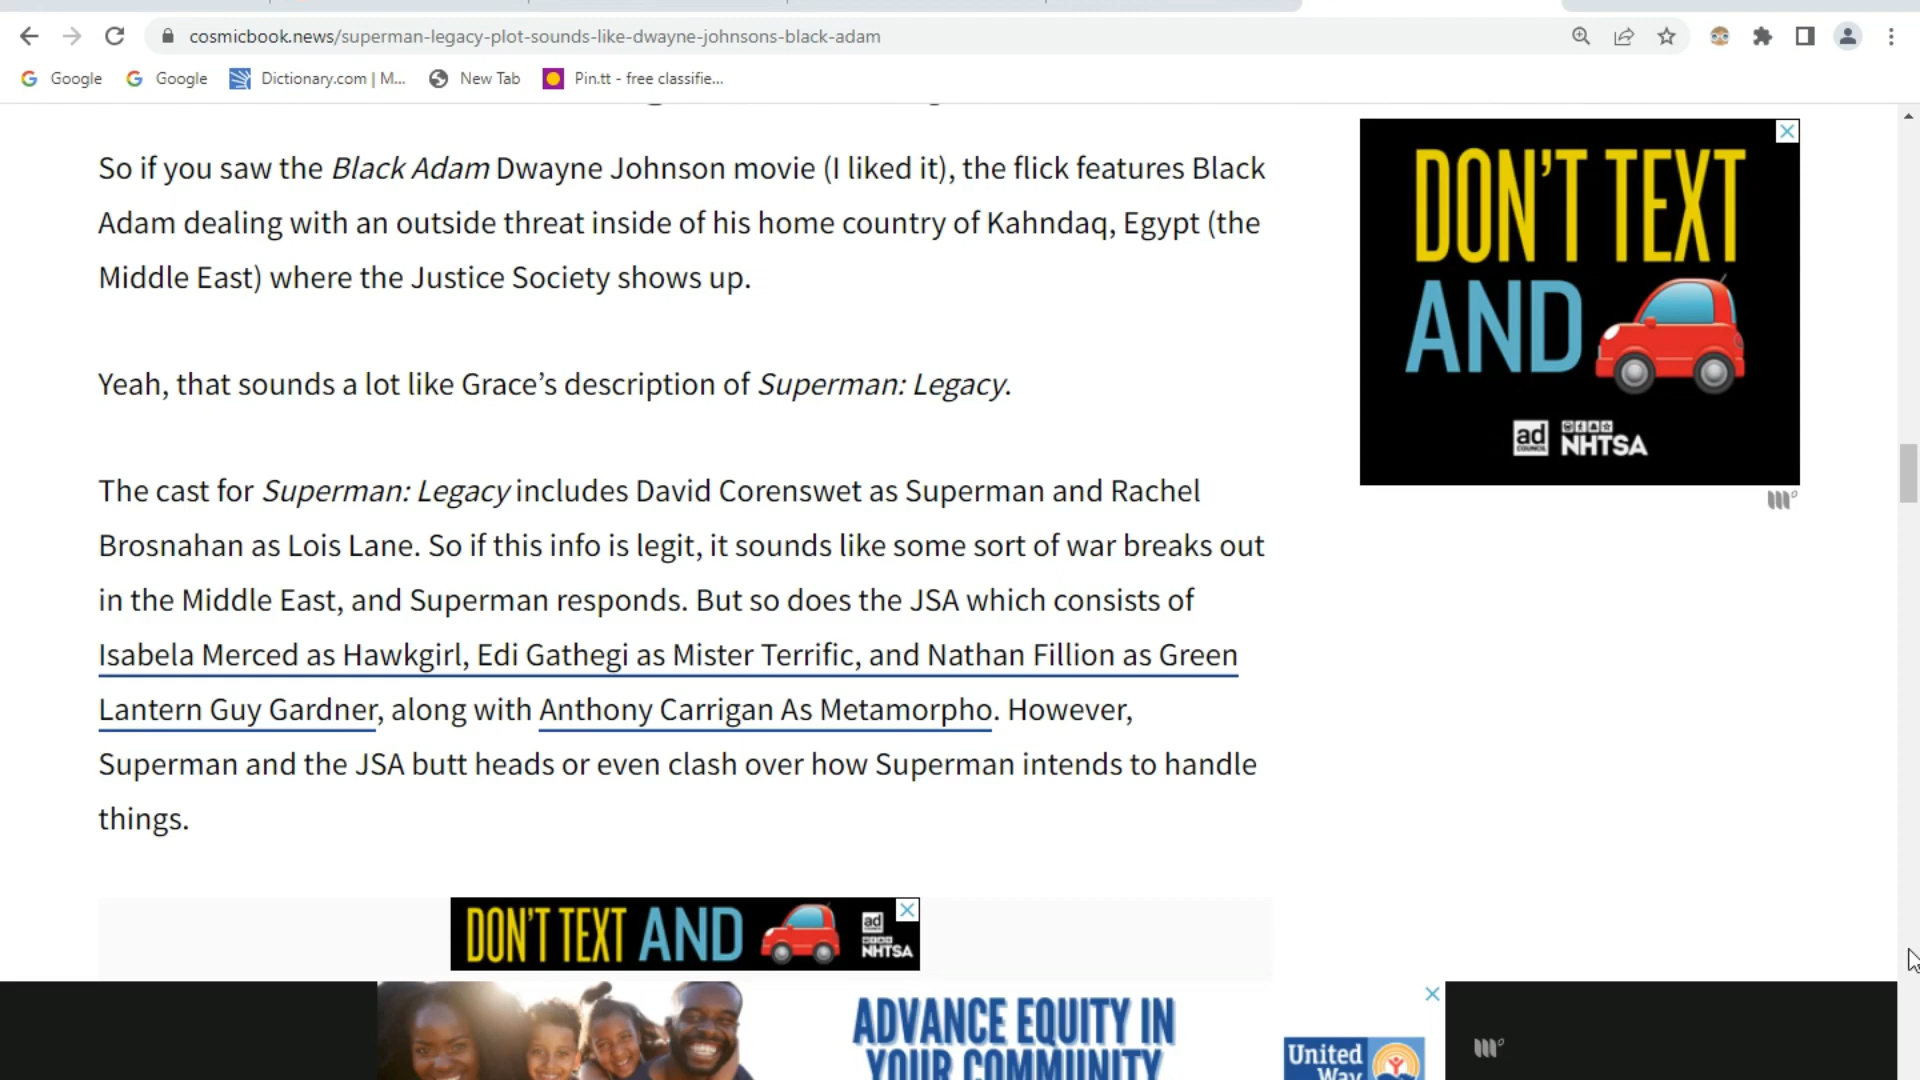 cosmicbook.news/superman-legacy-plot-sounds-like-dwayne-johnsons-black-adam
Google
Google
Dictionary.com | M...
New Tab
Pin.tt - free classifie...
So if you saw the Black Adam Dwayne Johnson movie (I liked it), the flick features Black
Adam dealing with an outside threat inside of his home country of Kahndaq, Egypt (the
Middle East) where the Justice Society shows up.
Yeah, that sounds a lot like Grace’s description of Superman: Legacy.
The cast for Superman: Legacy includes David Corenswet as Superman and Rachel
Brosnahan as Lois Lane. So if this info is legit, it sounds like some sort of war breaks out
in the Middle East, and Superman responds. But so does the JSA which consists of
Isabela Merced as Hawkgirl, Edi Gathegi as Mister Terrific, and Nathan Fillion as Green
Lantern Guy Gardner, along with Anthony Carrigan As Metamorpho. However,
Superman and the JSA butt heads or even clash over how Superman intends to handle
things.
DON'T TEXT
AND
ad
COUNCIL
NHTSA
DON'T TEXT AND
ad
NHTSA
ADVANCE EQUITY IN
YOUR COMMUNITY
United
Way